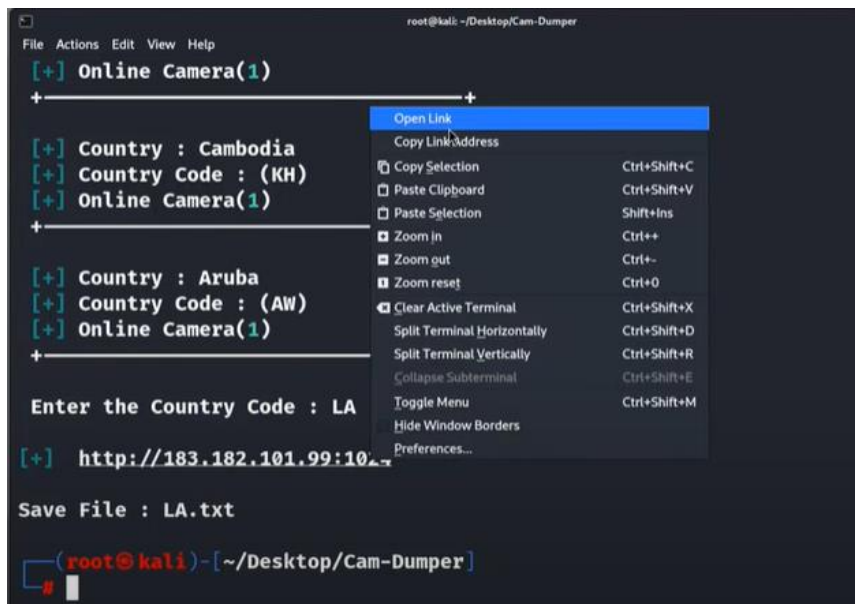 root@kali: ~/Desktop/Cam-Dumper
File Actions Edit View Help
[+] Online Camera(1)
+ +
[+] Country : Cambodia
[+] Country Code : (KH)
[+] Online Camera(1)
+
[+] Country : Aruba
[+] Country Code : (AW)
[+] Online Camera(1)
+
Enter the Country Code : LA
[+] http://183.182.101.99:1024
Save File : LA.txt
(root㉿kali)-[~/Desktop/Cam-Dumper]
#
Open Link
Copy Link Address
Copy Selection Ctrl+Shift+C
Paste Clipboard Ctrl+Shift+V
Paste Selection Shift+Ins
Zoom in Ctrl++
Zoom out Ctrl+-
Zoom reset Ctrl+0
Clear Active Terminal Ctrl+Shift+X
Split Terminal Horizontally Ctrl+Shift+D
Split Terminal Vertically Ctrl+Shift+R
Collapse Subterminal Ctrl+Shift+E
Toggle Menu Ctrl+Shift+M
Hide Window Borders
Preferences...